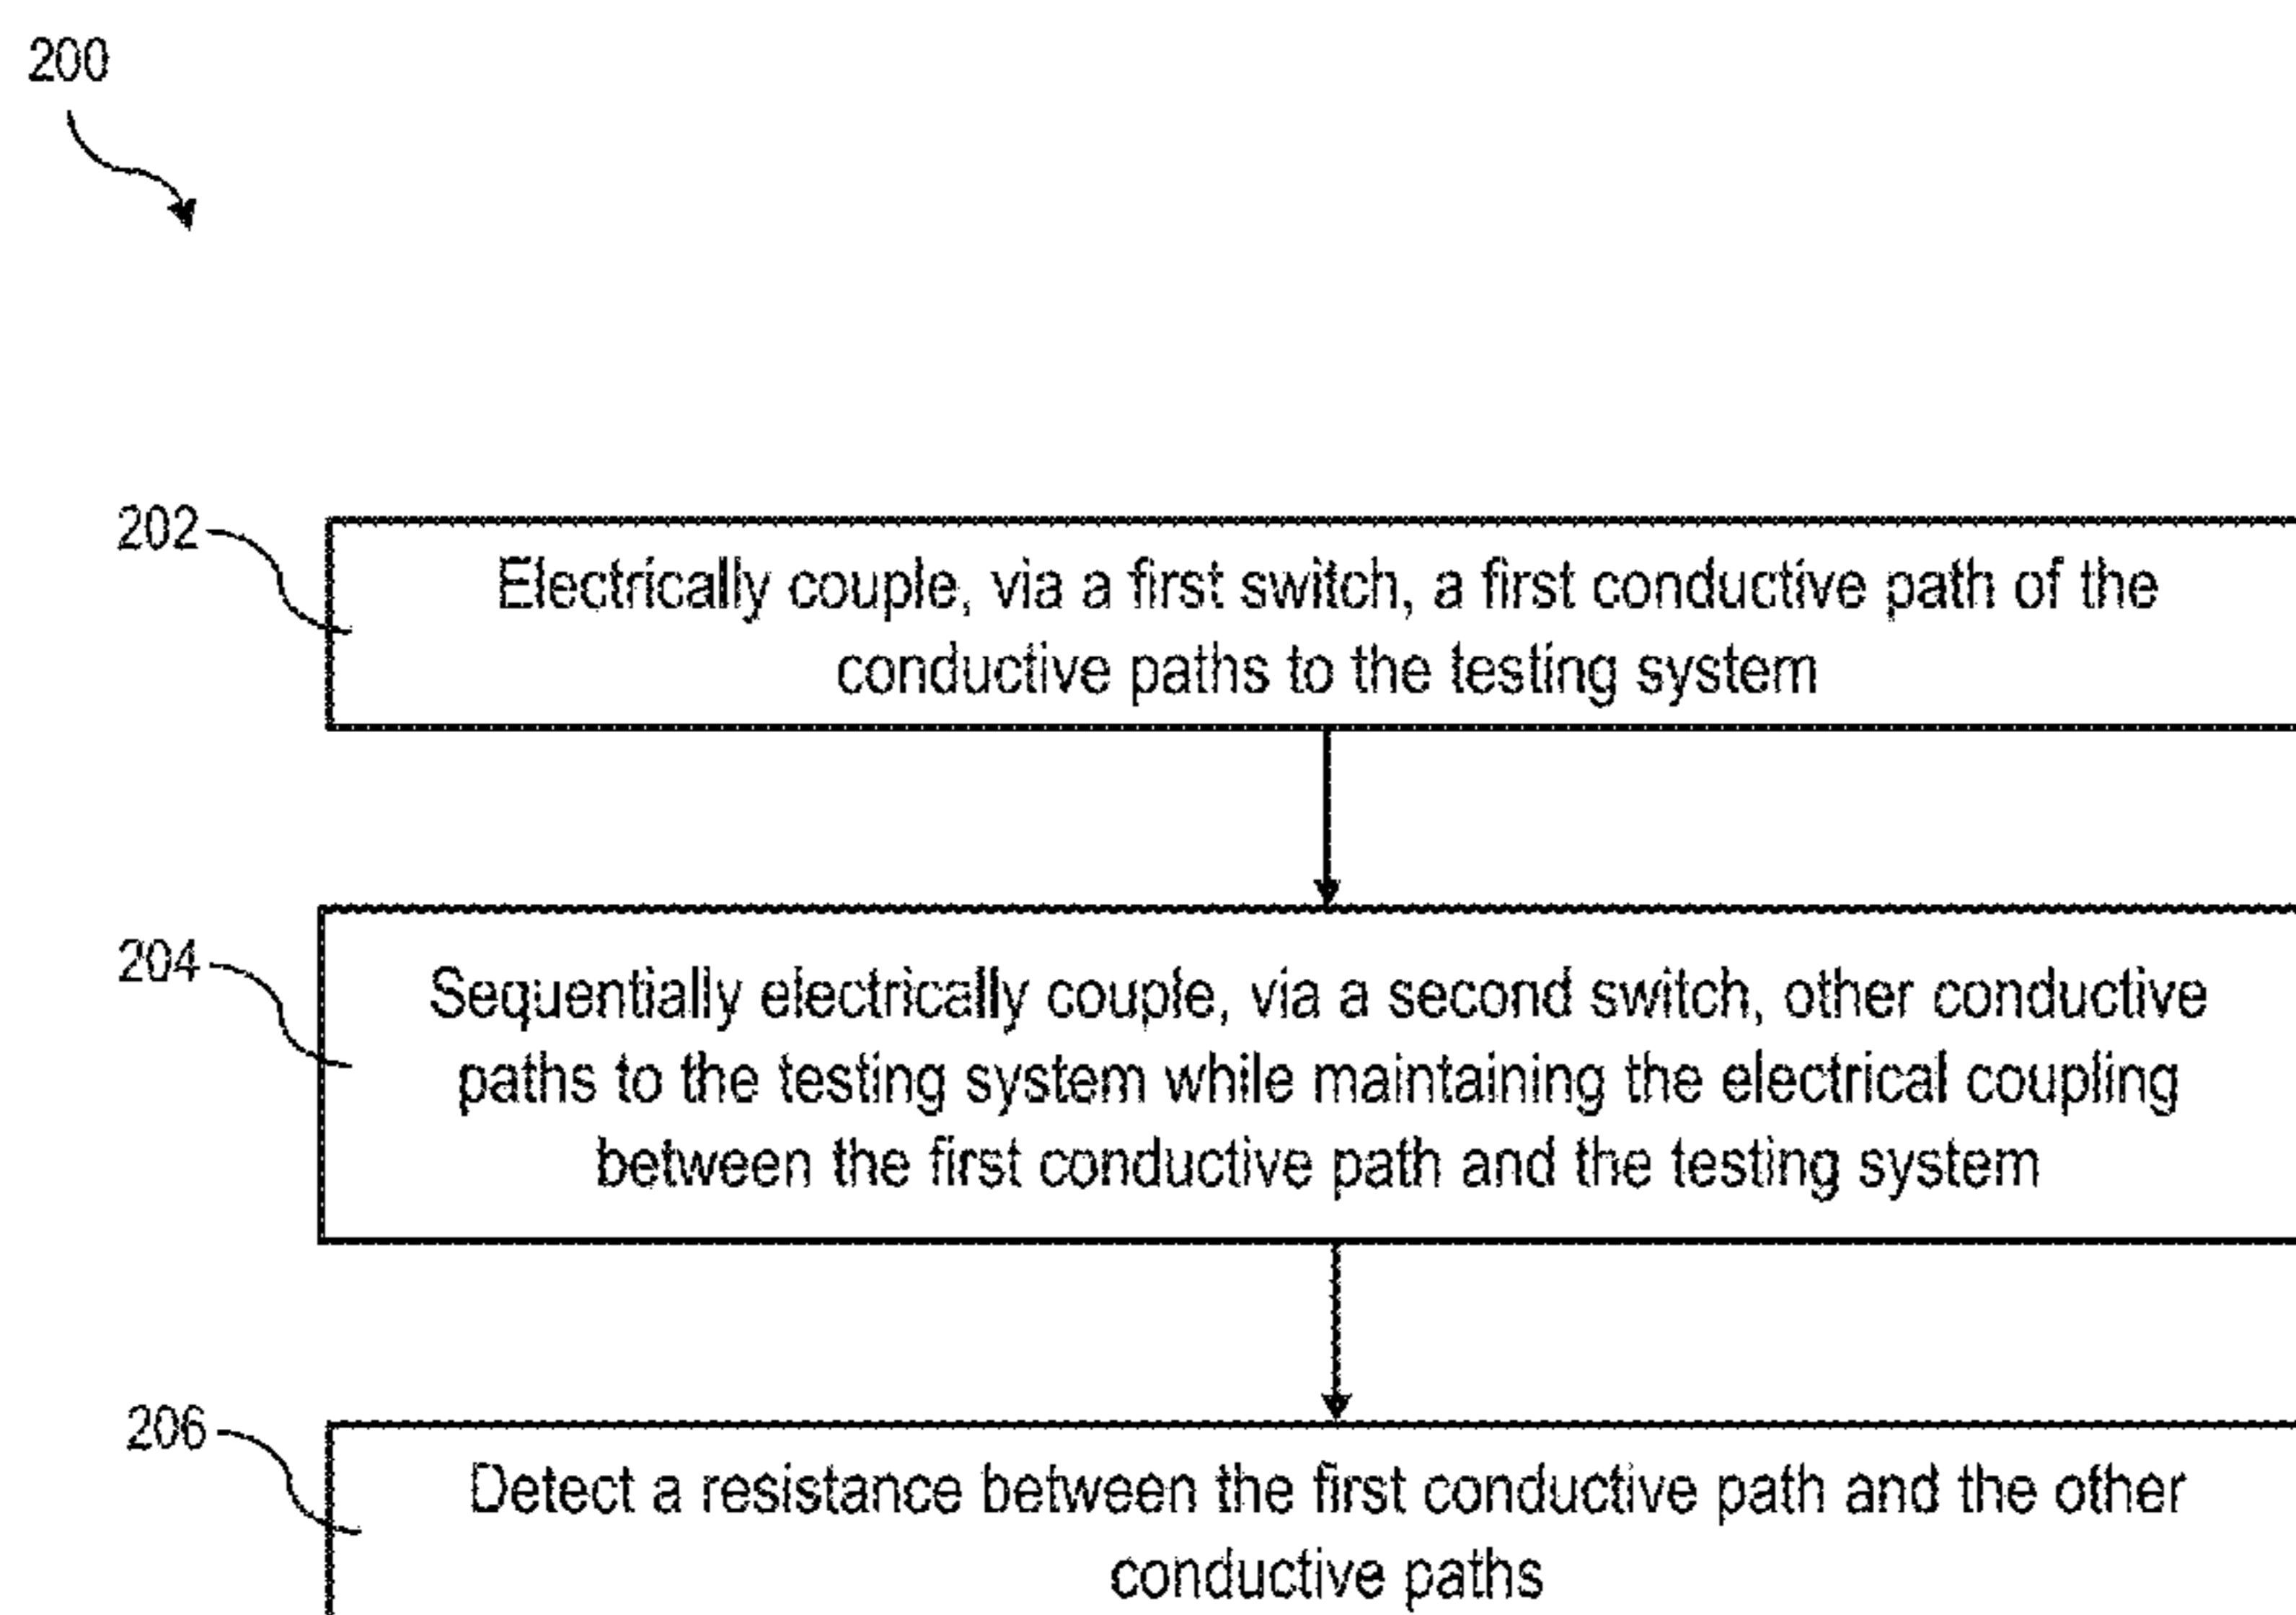 200
202
Electrically couple, via a first switch, a first conductive path of the
conductive paths to the testing system
204
Sequentially electrically couple, via a second switch, other conductive
paths to the testing system while maintaining the electrical coupling
between the first conductive path and the testing system
206
Detect a resistance between the first conductive path and the other
conductive paths